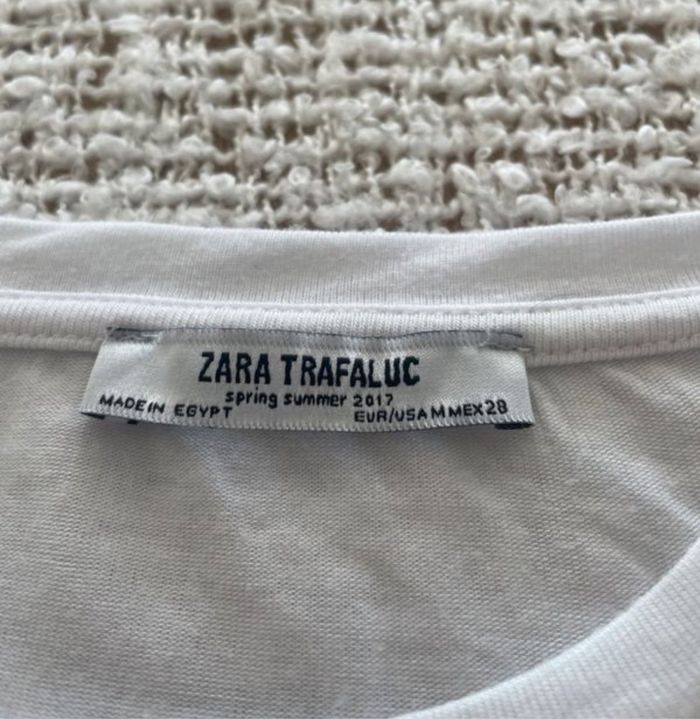 ZARA TRAFALUC
spring summer 2017
MADE IN EGYPT
EUR/USA M MEX 28